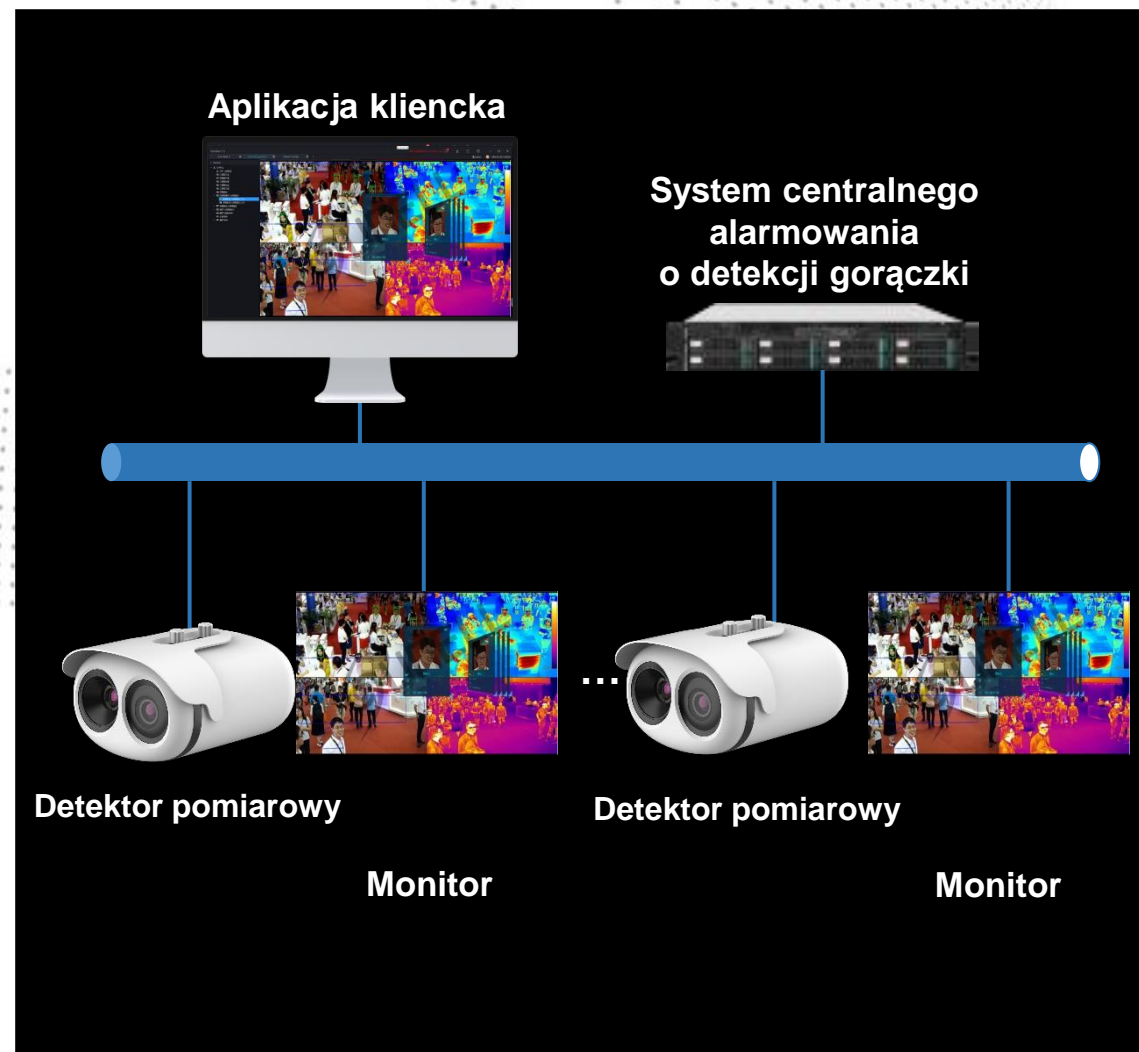 Aplikacja kliencka
System centralnego
alarmowania
o detekcji gorączki
...
Detektor pomiarowy
Detektor pomiarowy
Monitor
Monitor